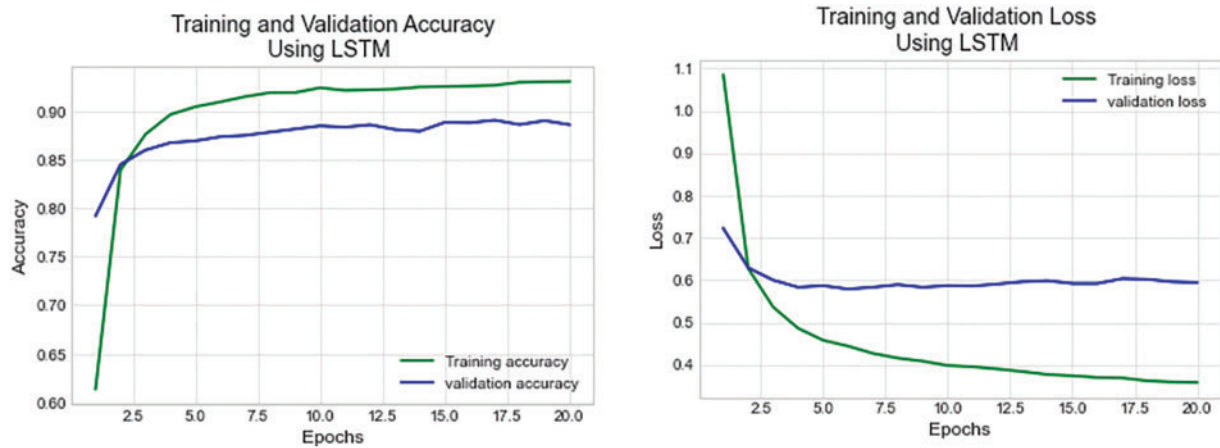 Training and Validation Accuracy
Using LSTM
Accuracy
0.90
0.85
0.80
0.75
0.70
0.65
0.60
Training accuracy
validation accuracy
2.5 5.0 7.5 10.0 12.5 15.0 17.5 20.0
Epochs
Training and Validation Loss
Using LSTM
Loss
1.1
1.0
0.9
0.8
0.7
0.6
0.5
0.4
Training loss
validation loss
2.5 5.0 7.5 10.0 12.5 15.0 17.5 20.0
Epochs